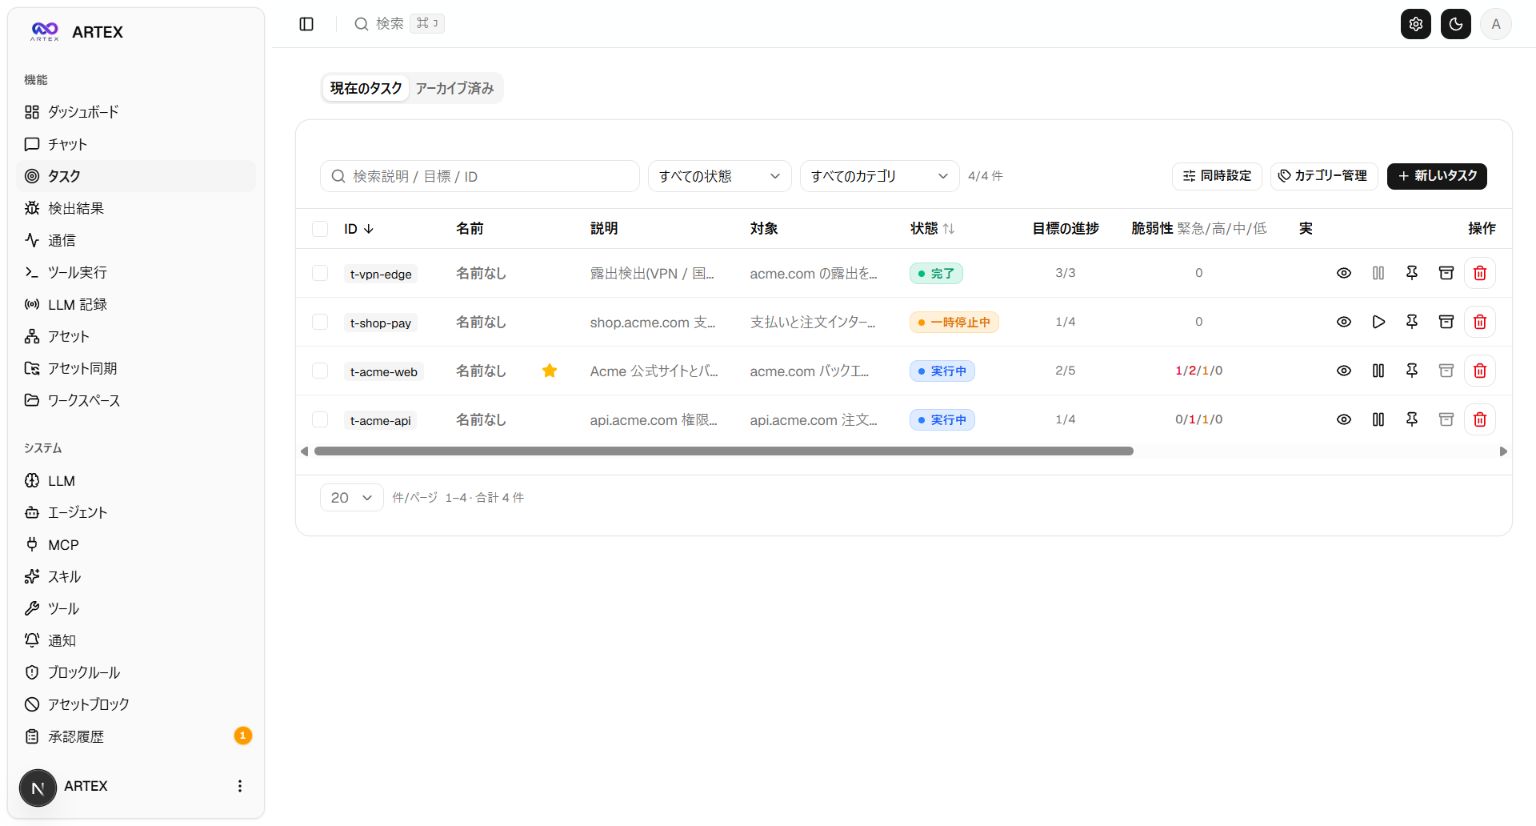 ARTEX
ARTEX
機能
ダッシュボード
チャット
タスク
検出結果
通信
ツール実行
LLM 記録
アセット
アセット同期
ワークスペース
システム
LLM
エージェント
MCP
スキル
ツール
通知
ブロックルール
アセットブロック
承認履歴 1
N ARTEX
検索 ⌘ J
A
現在のタスク アーカイブ済み
検索説明 / 目標 / ID すべての状態 すべてのカテゴリ 4/4 件 同時設定 カテゴリー管理 + 新しいタスク
ID ↓ 名前 説明 対象 状態 ↑↓ 目標の進捗 脆弱性 緊急/高/中/低 実 操作
t-vpn-edge 名前なし 露出検出(VPN / 国... acme.com の露出を... 完了 3/3 0
t-shop-pay 名前なし shop.acme.com 支... 支払いと注文インター... 一時停止中 1/4 0
t-acme-web 名前なし Acme 公式サイトとバ... acme.com バックエ... 実行中 2/5 1/2/1/0
t-acme-api 名前なし api.acme.com 権限... api.acme.com 注文... 実行中 1/4 0/1/1/0
20 件/ページ 1–4 · 合計 4 件